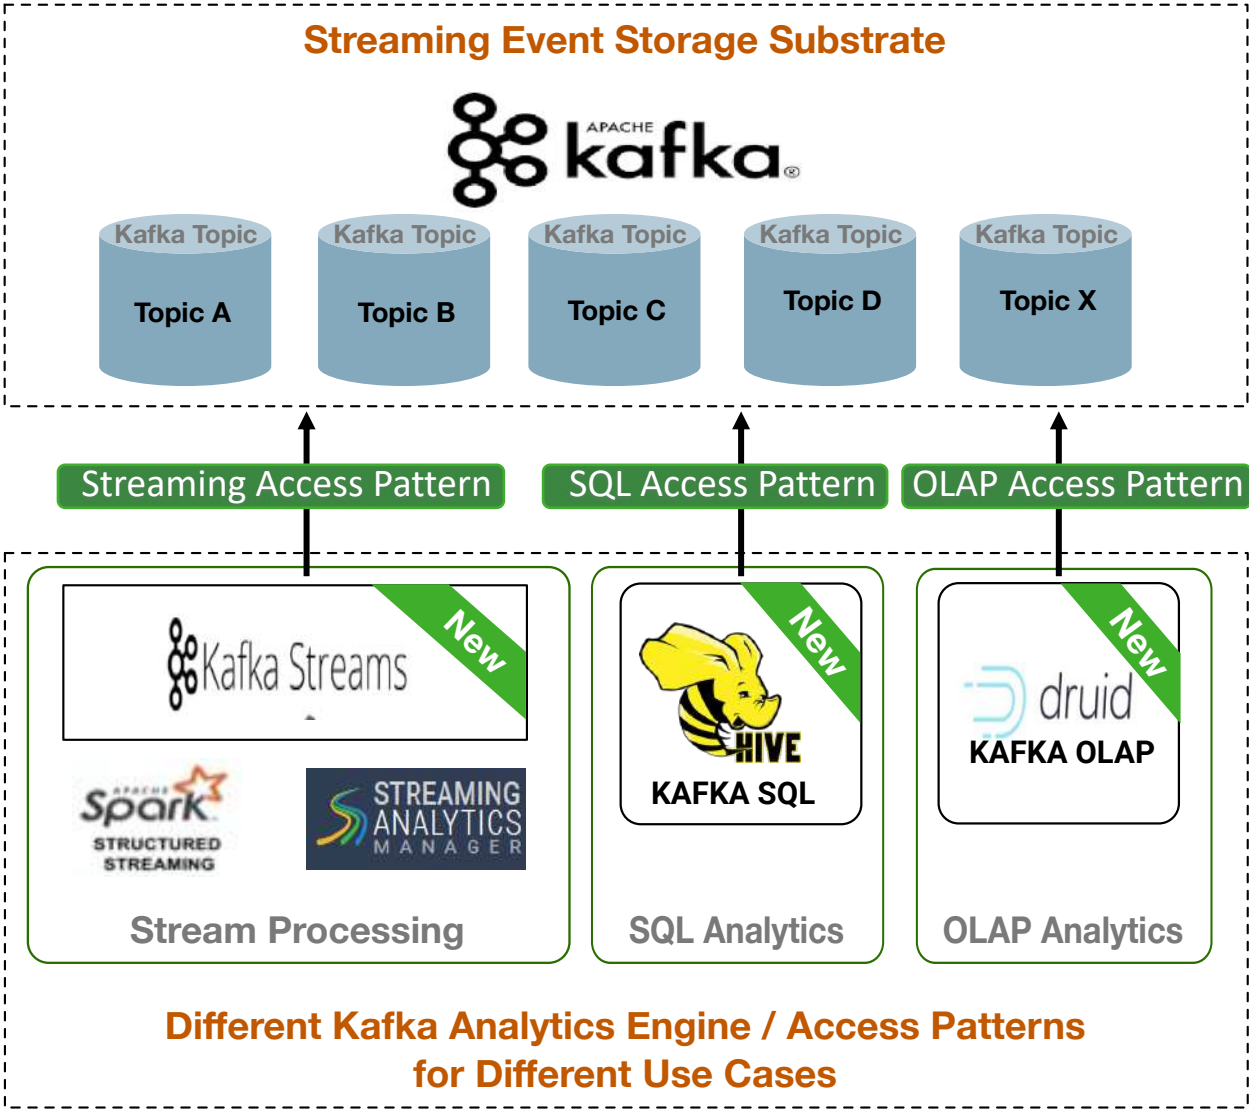 Streaming Event Storage Substrate
APACHE
kafka®
Kafka Topic Kafka Topic Kafka Topic Kafka Topic Kafka Topic
Topic A Topic B Topic C Topic D Topic X
Streaming Access Pattern SQL Access Pattern OLAP Access Pattern
New
Kafka Streams
APACHE
Spark
STRUCTURED
STREAMING
STREAMING
ANALYTICS
MANAGER
Stream Processing
New
HIVE
KAFKA SQL
SQL Analytics
New
druid
KAFKA OLAP
OLAP Analytics
Different Kafka Analytics Engine / Access Patterns
for Different Use Cases